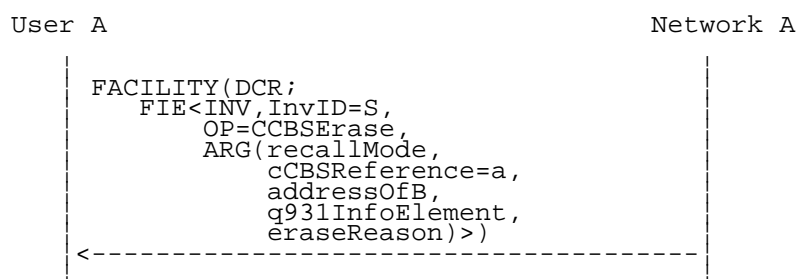 User A Network A
FACILITY(DCR;
FIE<INV,InvID=S,
OP=CCBSErase,
ARG(recallMode,
cCBSReference=a,
addressOfB,
q931InfoElement,
eraseReason)>)